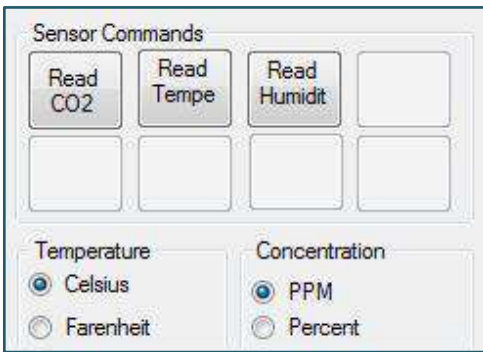 Sensor Commands
Read
CO2
Read
Tempe
Read
Humidit
Temperature
Celsius
Farenheit
Concentration
PPM
Percent